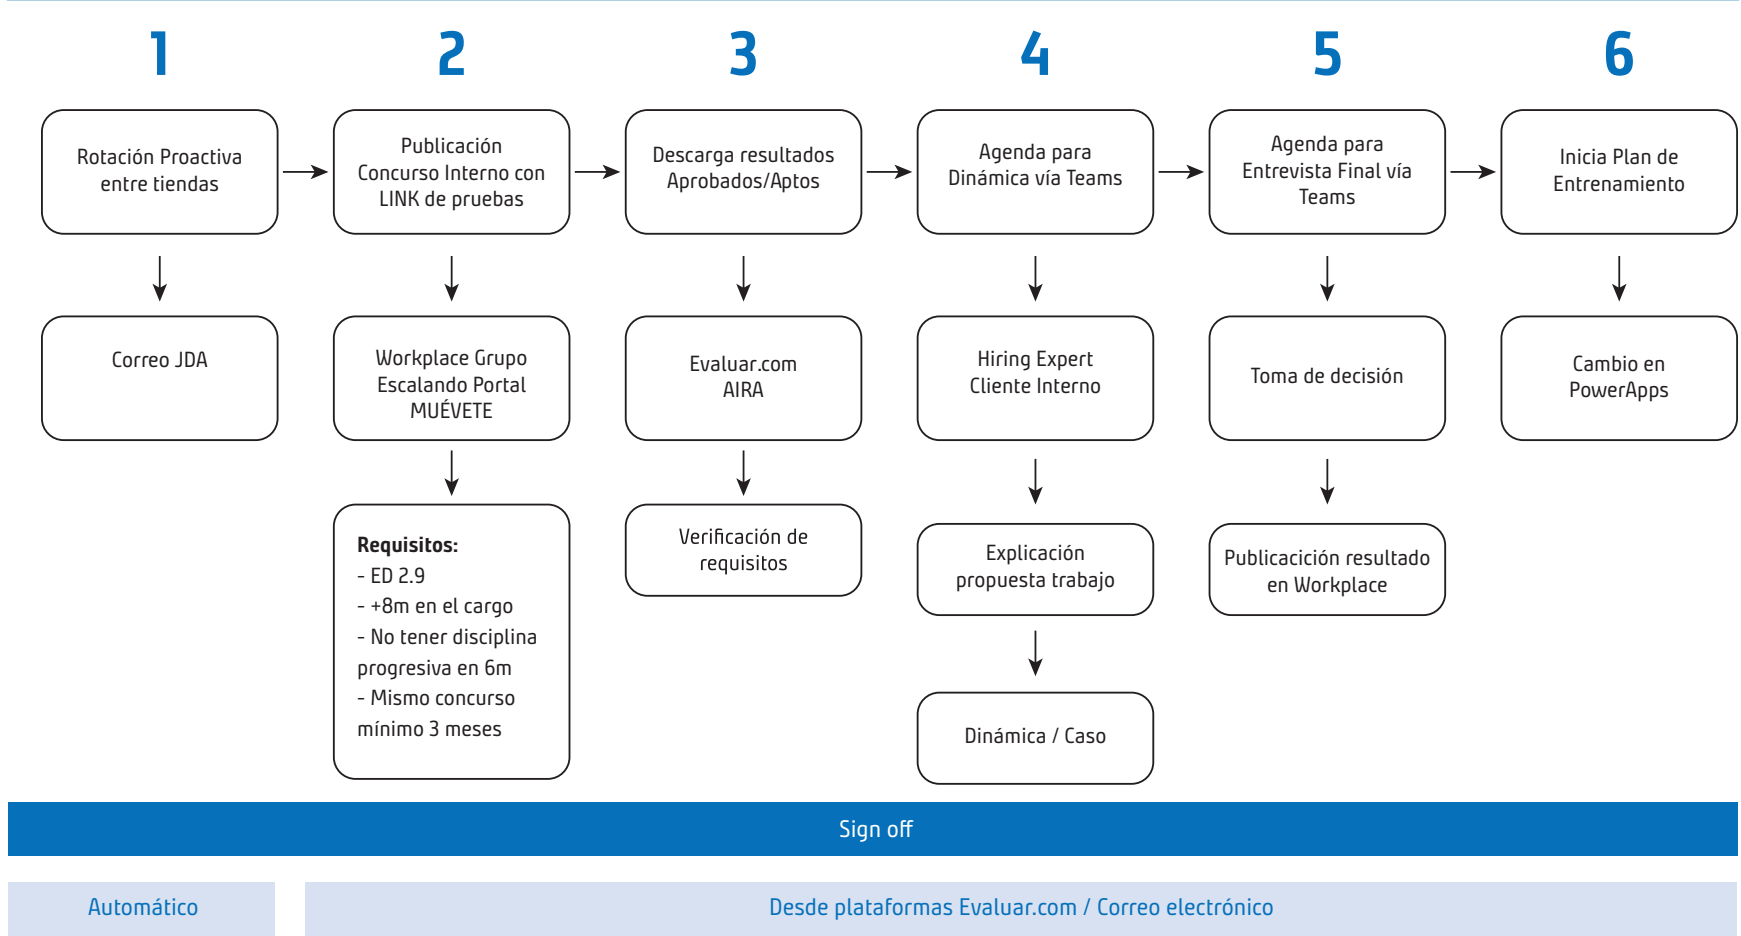 1
2
3
4
5
6
Rotación Proactiva
entre tiendas
Publicación
Concurso Interno con
LINK de pruebas
Descarga resultados
Aprobados/Aptos
Agenda para
Dinámica vía Teams
Agenda para
Entrevista Final vía
Teams
Inicia Plan de
Entrenamiento
Correo JDA
Workplace Grupo
Escalando Portal
MUÉVETE
Evaluar.com
AIRA
Hiring Expert
Cliente Interno
Toma de decisión
Cambio en
PowerApps
Requisitos:
- ED 2.9
- +8m en el cargo
- No tener disciplina
progresiva en 6m
- Mismo concurso
mínimo 3 meses
Verificación de
requisitos
Explicación
propuesta trabajo
Publicacición resultado
en Workplace
Dinámica / Caso
Sign off
Automático
Desde plataformas Evaluar.com / Correo electrónico